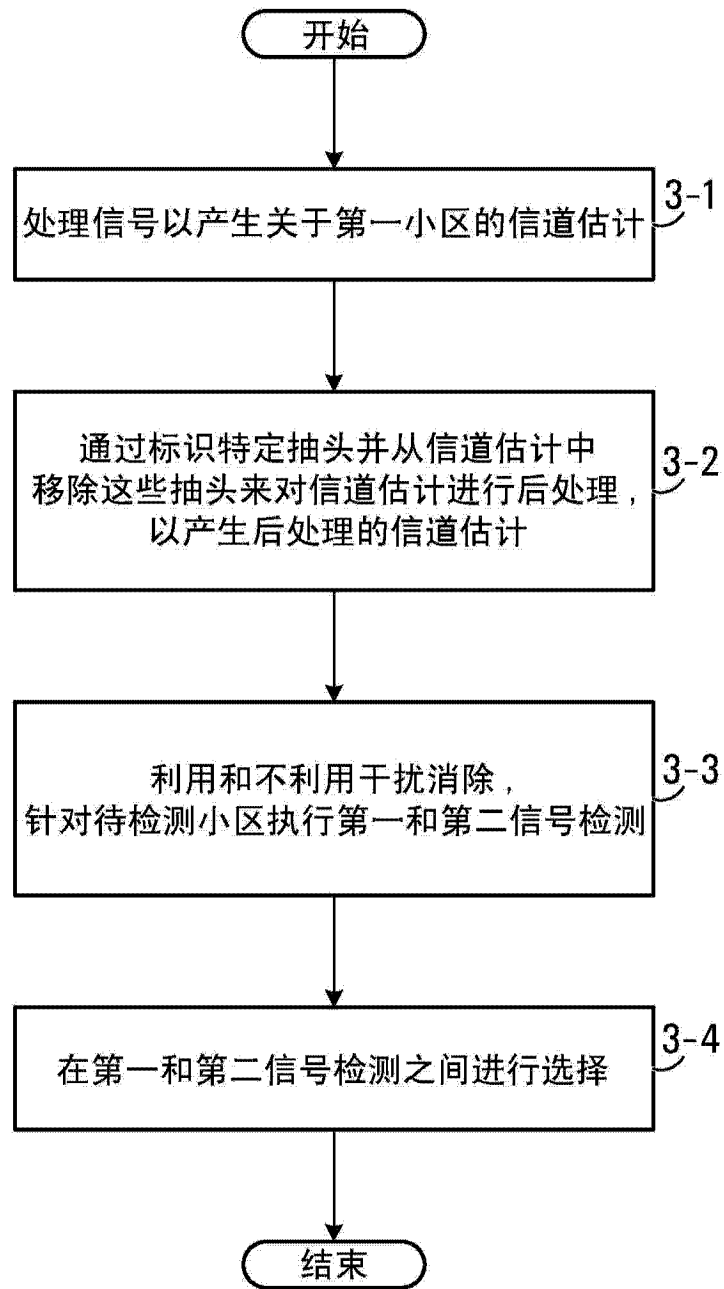 开始
处理信号以产生关于第一小区的信道估计
3-1
通过标识特定抽头并从信道估计中
移除这些抽头来对信道估计进行后处理，
以产生后处理的信道估计
3-2
利用和不利用干扰消除，
针对待检测小区执行第一和第二信号检测
3-3
在第一和第二信号检测之间进行选择
3-4
结束